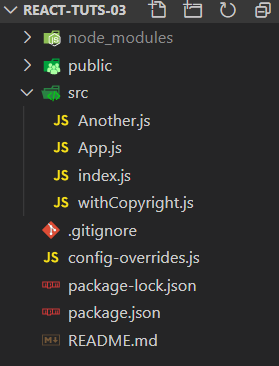 REACT-TUTS-03
node_modules
public
src
JS Another.js
JS App.js
JS index.js
JS withCopyright.js
.gitignore
JS config-overrides.js
package-lock.json
package.json
README.md